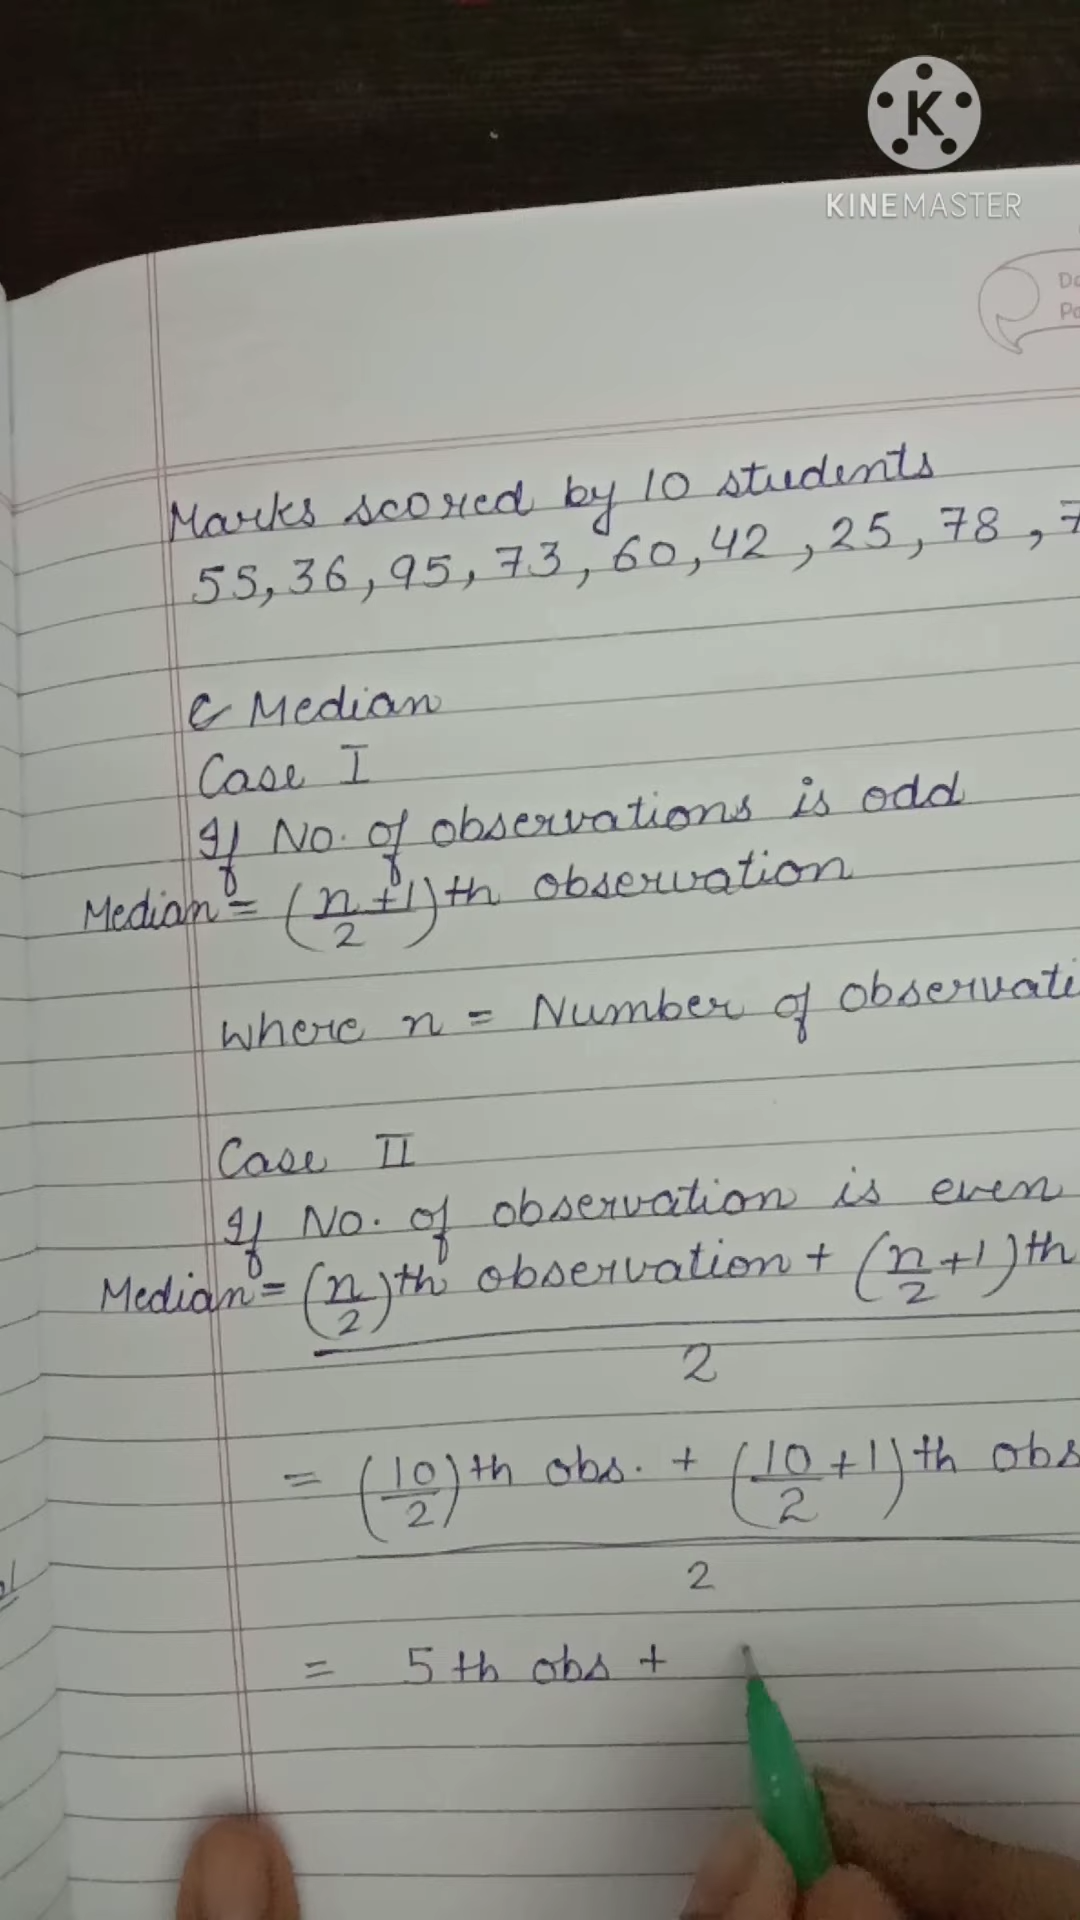 KINEMASTER
Marks scored by 10 students
55, 36, 95, 73, 60, 42, 25, 78, 7
Median
Case I
If No. of observations is odd
Median = (n+1/2)th observation
where n = Number of observati
Case II
If No. of observation is even
Median = (n/2)th observation + (n/2 + 1)th
2
= (10/2)th obs. + (10/2 + 1)th obs
2
= 5th obs +